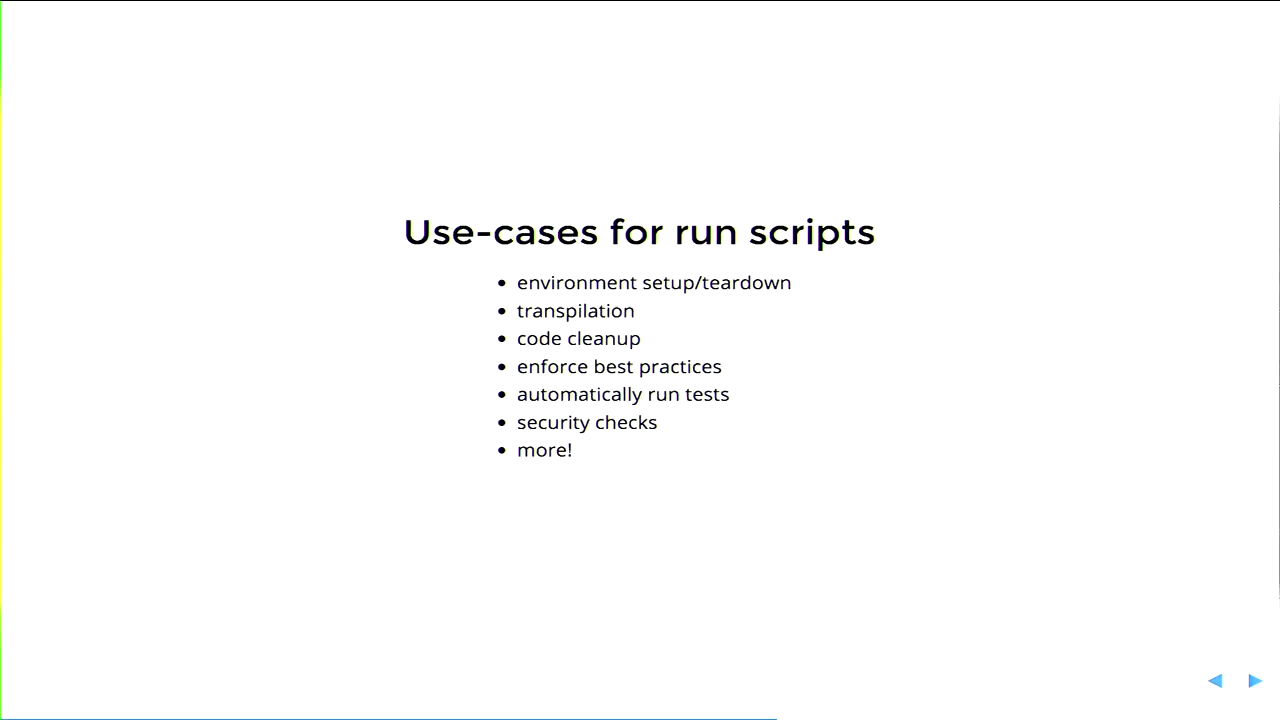 Use-cases for run scripts
environment setup/teardown
transpilation
code cleanup
enforce best practices
automatically run tests
security checks
more!